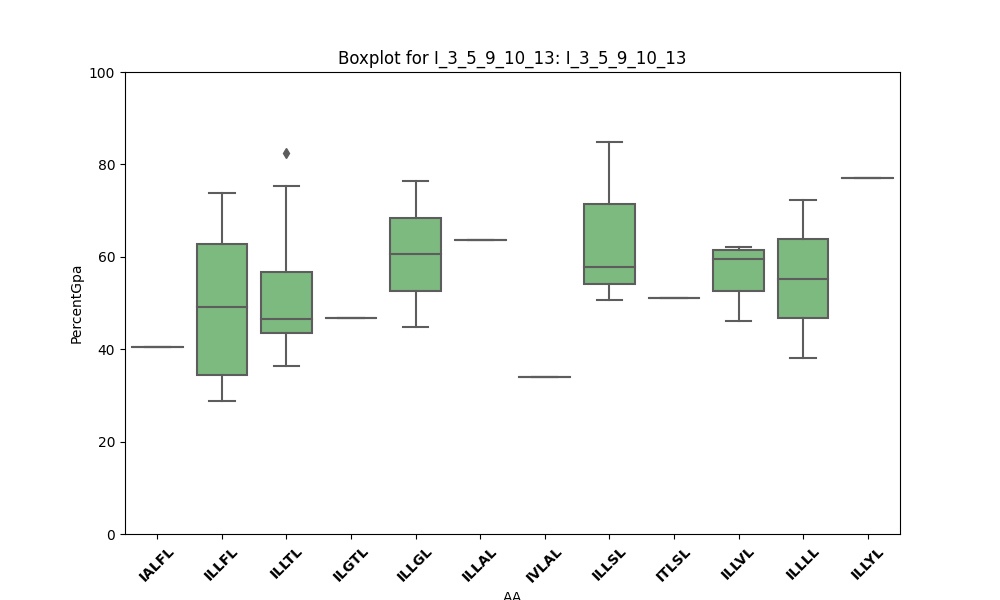 Boxplot for I_3_5_9_10_13: I_3_5_9_10_13
100
80
60
40
20
0
PercentGpa
IALFL
ILLFL
ILLTL
ILGTL
ILLGL
ILLAL
IVLAL
ILLSL
ITLSL
ILLVL
ILLLL
ILLYL
AA